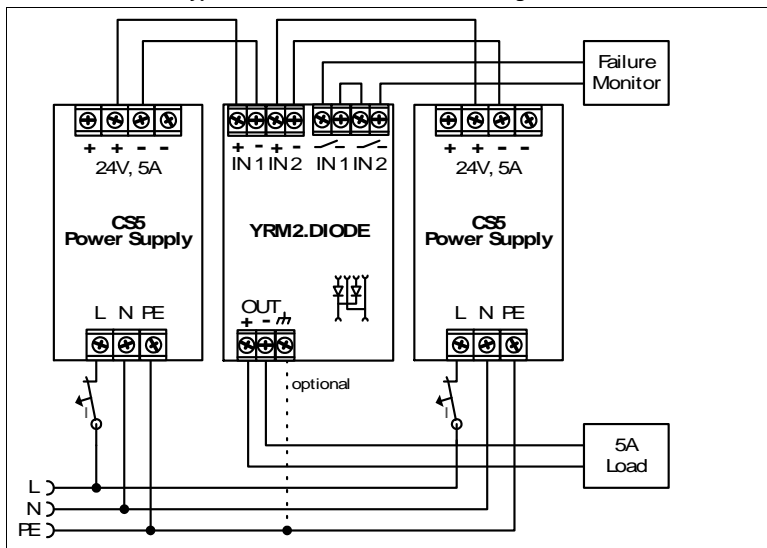 Failure
Monitor
+ + - -
24V, 5A
CS5
Power Supply
L N PE
+ - + -
IN 1 IN 2 IN 1 IN 2
YRM2.DIODE
OUT
+ -
optional
+ + - -
24V, 5A
CS5
Power Supply
L N PE
I
I
5A
Load
L
N
PE